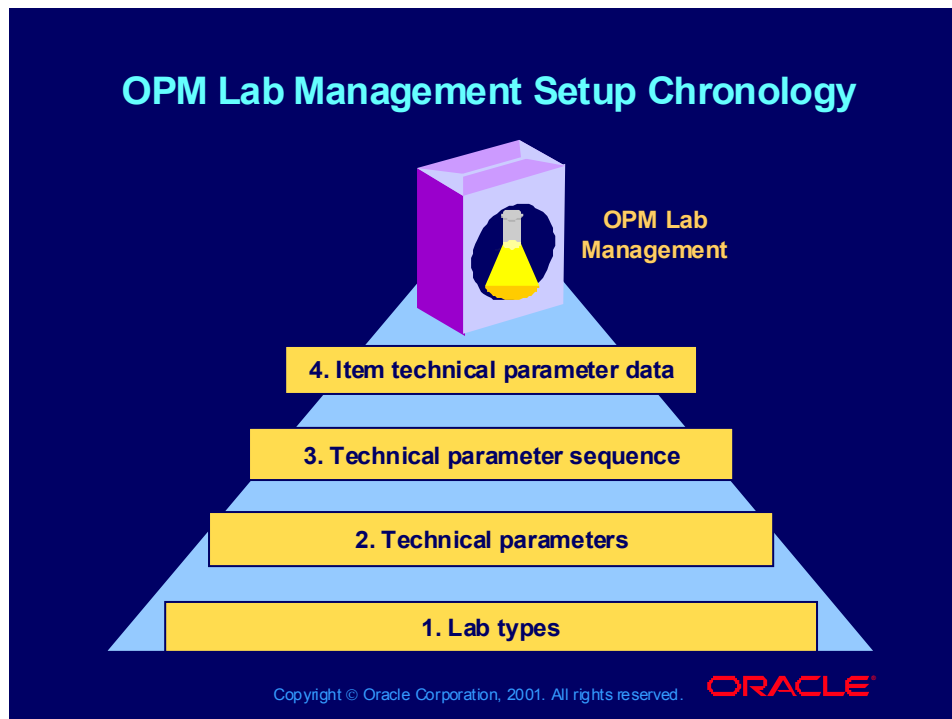 OPM Lab Management Setup Chronology
OPM Lab
Management
4. Item technical parameter data
3. Technical parameter sequence
2. Technical parameters
1. Lab types
Copyright © Oracle Corporation, 2001. All rights reserved.
ORACLE®